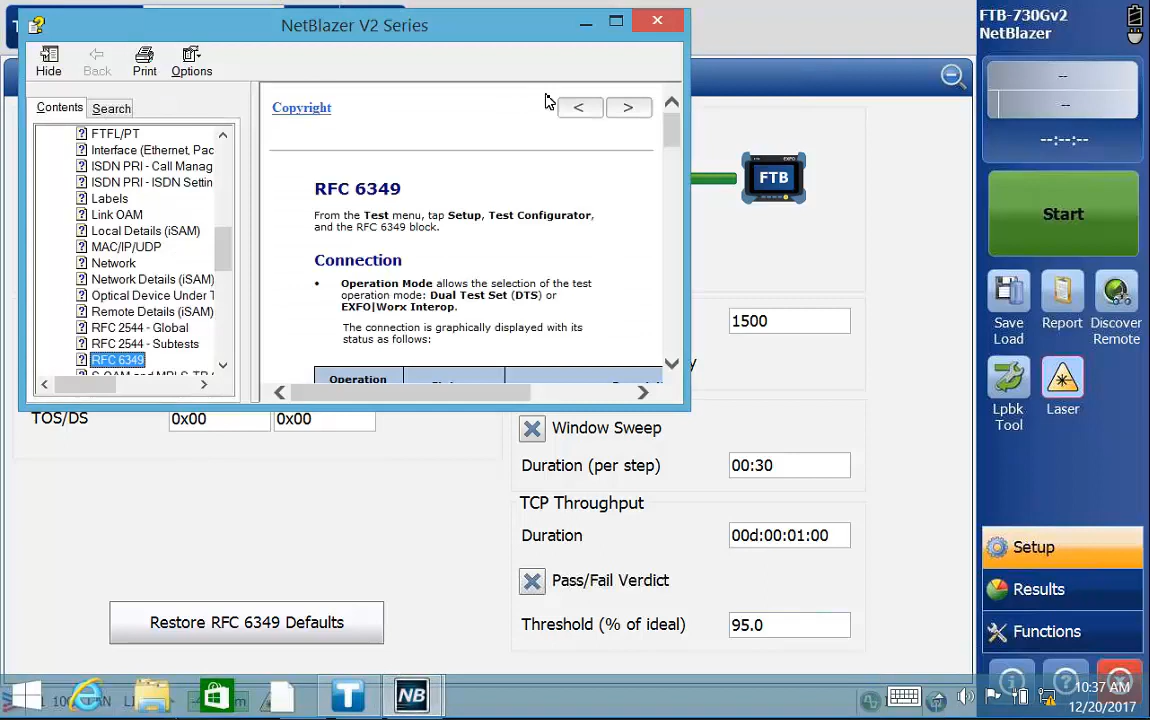 NetBlazer V2 Series
Hide
Back
Print
Options
Contents
Search
FTFL/PT
Interface (Ethernet, Pac
ISDN PRI - Call Manag
ISDN PRI - ISDN Settin
Labels
Link OAM
Local Details (iSAM)
MAC/IP/UDP
Network
Network Details (iSAM)
Optical Device Under T
Remote Details (iSAM)
RFC 2544 - Global
RFC 2544 - Subtests
RFC 6349
Copyright
<
>
RFC 6349
From the Test menu, tap Setup, Test Configurator,
and the RFC 6349 block.
Connection
• Operation Mode allows the selection of the test
operation mode: Dual Test Set (DTS) or
EXFO|Worx Interop.
The connection is graphically displayed with its
status as follows:
Operation
FTB
1500
TOS/DS
0x00
0x00
Window Sweep
Duration (per step)
00:30
TCP Throughput
Duration
00d:00:01:00
Pass/Fail Verdict
Threshold (% of ideal)
95.0
Restore RFC 6349 Defaults
FTB-730Gv2
NetBlazer
--
--
--:--:--
Start
Save
Load
Report
Discover
Remote
Lpbk
Tool
Laser
Setup
Results
Functions
10:37 AM
12/20/2017